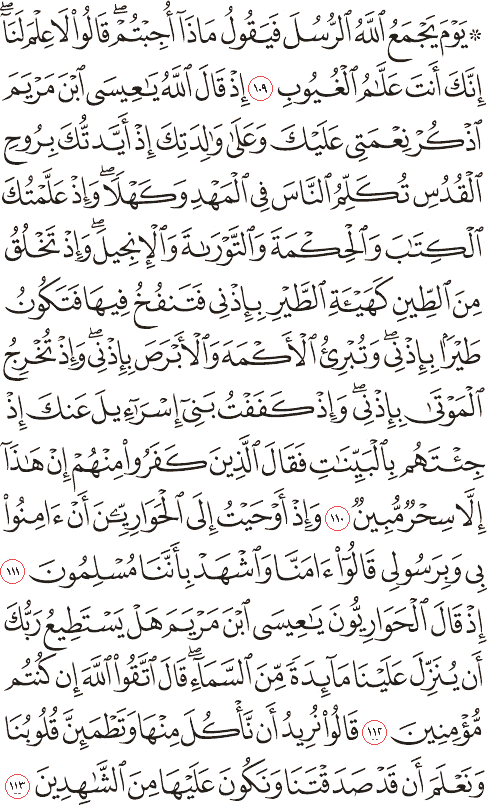 ۞ يَوْمَ يَجْمَعُ ٱللَّهُ ٱلرُّسُلَ فَيَقُولُ مَاذَآ أُجِبْتُمْ ۖ قَالُوا۟ لَا عِلْمَ لَنَآ ۖ
إِنَّكَ أَنتَ عَلَّـٰمُ ٱلْغُيُوبِ ١٠٩ إِذْ قَالَ ٱللَّهُ يَـٰعِيسَى ٱبْنَ مَرْيَمَ
ٱذْكُرْ نِعْمَتِى عَلَيْكَ وَعَلَىٰ وَٰلِدَتِكَ إِذْ أَيَّدتُّكَ بِرُوحِ
ٱلْقُدُسِ تُكَلِّمُ ٱلنَّاسَ فِى ٱلْمَهْدِ وَكَهْلًا ۖ وَإِذْ عَلَّمْتُكَ
ٱلْكِتَـٰبَ وَٱلْحِكْمَةَ وَٱلتَّوْرَىٰةَ وَٱلْإِنجِيلَ ۖ وَإِذْ تَخْلُقُ
مِنَ ٱلطِّينِ كَهَيْـَٔةِ ٱلطَّيْرِ بِإِذْنِى فَتَنفُخُ فِيهَا فَتَكُونُ
طَيْرًۢا بِإِذْنِى ۖ وَتُبْرِئُ ٱلْأَكْمَهَ وَٱلْأَبْرَصَ بِإِذْنِى ۖ وَإِذْ تُخْرِجُ
ٱلْمَوْتَىٰ بِإِذْنِى ۖ وَإِذْ كَفَفْتُ بَنِىٓ إِسْرَٰٓءِيلَ عَنكَ إِذْ
جِئْتَهُم بِٱلْبَيِّنَـٰتِ فَقَالَ ٱلَّذِينَ كَفَرُوا۟ مِنْهُمْ إِنْ هَـٰذَآ
إِلَّا سِحْرٌ مُّبِينٌ ١١٠ وَإِذْ أَوْحَيْتُ إِلَى ٱلْحَوَارِيِّـۧنَ أَنْ ءَامِنُوا۟
بِى وَبِرَسُولِى قَالُوٓا۟ ءَامَنَّا وَٱشْهَدْ بِأَنَّنَا مُسْلِمُونَ ١١١
إِذْ قَالَ ٱلْحَوَارِيُّونَ يَـٰعِيسَى ٱبْنَ مَرْيَمَ هَلْ يَسْتَطِيعُ رَبُّكَ
أَن يُنَزِّلَ عَلَيْنَا مَآئِدَةً مِّنَ ٱلسَّمَآءِ ۖ قَالَ ٱتَّقُوا۟ ٱللَّهَ إِن كُنتُم
مُّؤْمِنِينَ ١١٢ قَالُوا۟ نُرِيدُ أَن نَّأْكُلَ مِنْهَا وَتَطْمَئِنَّ قُلُوبُنَا
وَنَعْلَمَ أَن قَدْ صَدَقْتَنَا وَنَكُونَ عَلَيْهَا مِنَ ٱلشَّـٰهِدِينَ ١١٣